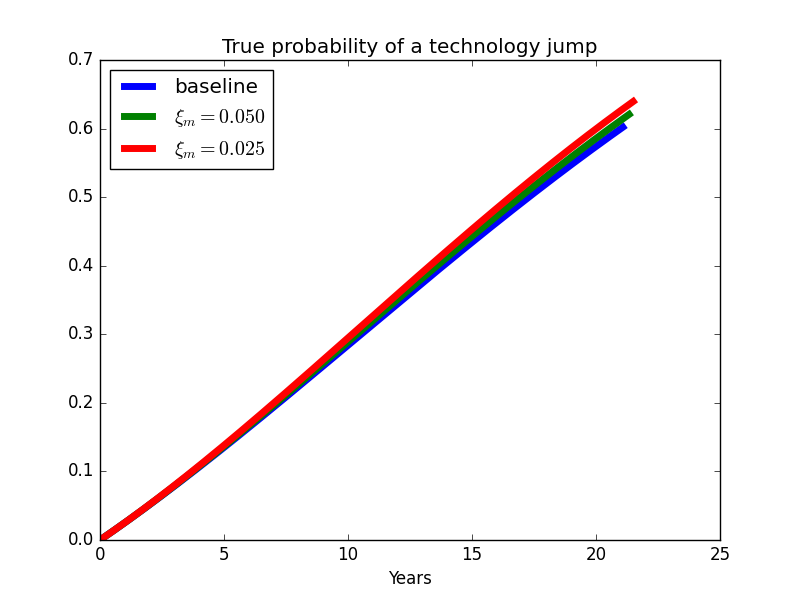 True probability of a technology jump
0.7
0.6
0.5
0.4
0.3
0.2
0.1
0.0
baseline
ξₘ = 0.050
ξₘ = 0.025
0 5 10 15 20 25
Years